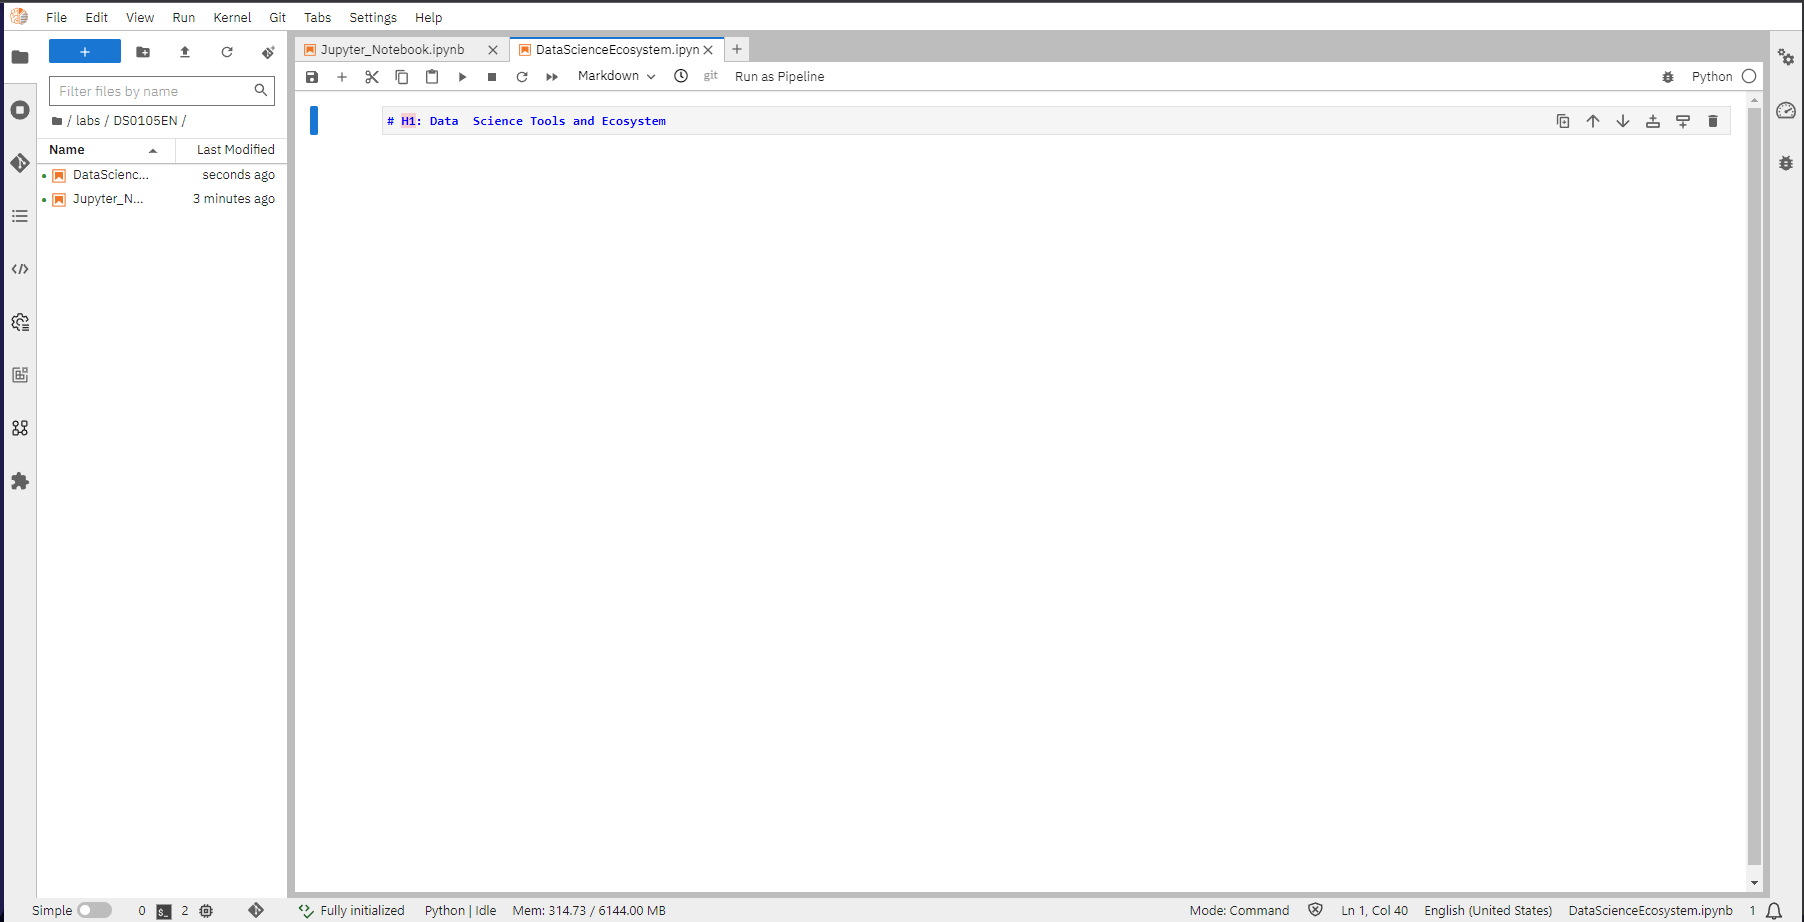 File Edit View Run Kernel Git Tabs Settings Help
+
Filter files by name
/ labs / DS0105EN /
Name Last Modified
DataScienc... seconds ago
Jupyter_N... 3 minutes ago
Jupyter_Notebook.ipynb DataScienceEcosystem.ipyn
Markdown git Run as Pipeline Python
# H1: Data  Science Tools and Ecosystem
Simple 0 $_ 2 Fully initialized Python | Idle Mem: 314.73 / 6144.00 MB Mode: Command Ln 1, Col 40 English (United States) DataScienceEcosystem.ipynb 1